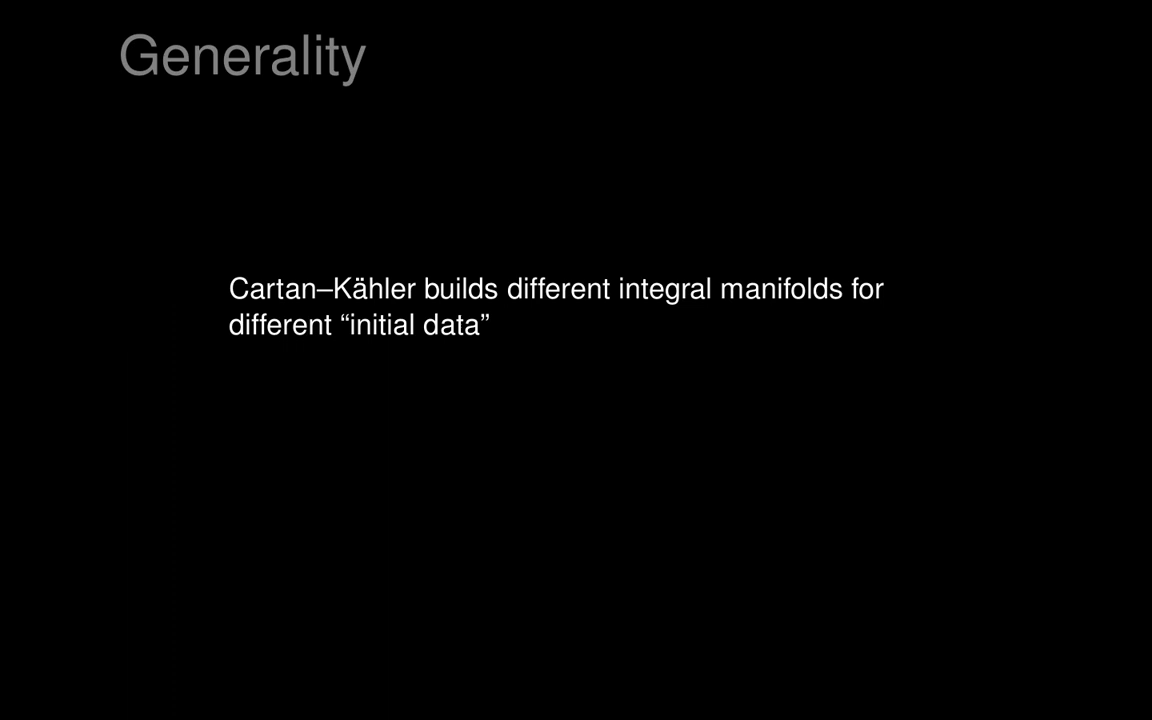 Generality
Cartan–Kähler builds different integral manifolds for
different “initial data”